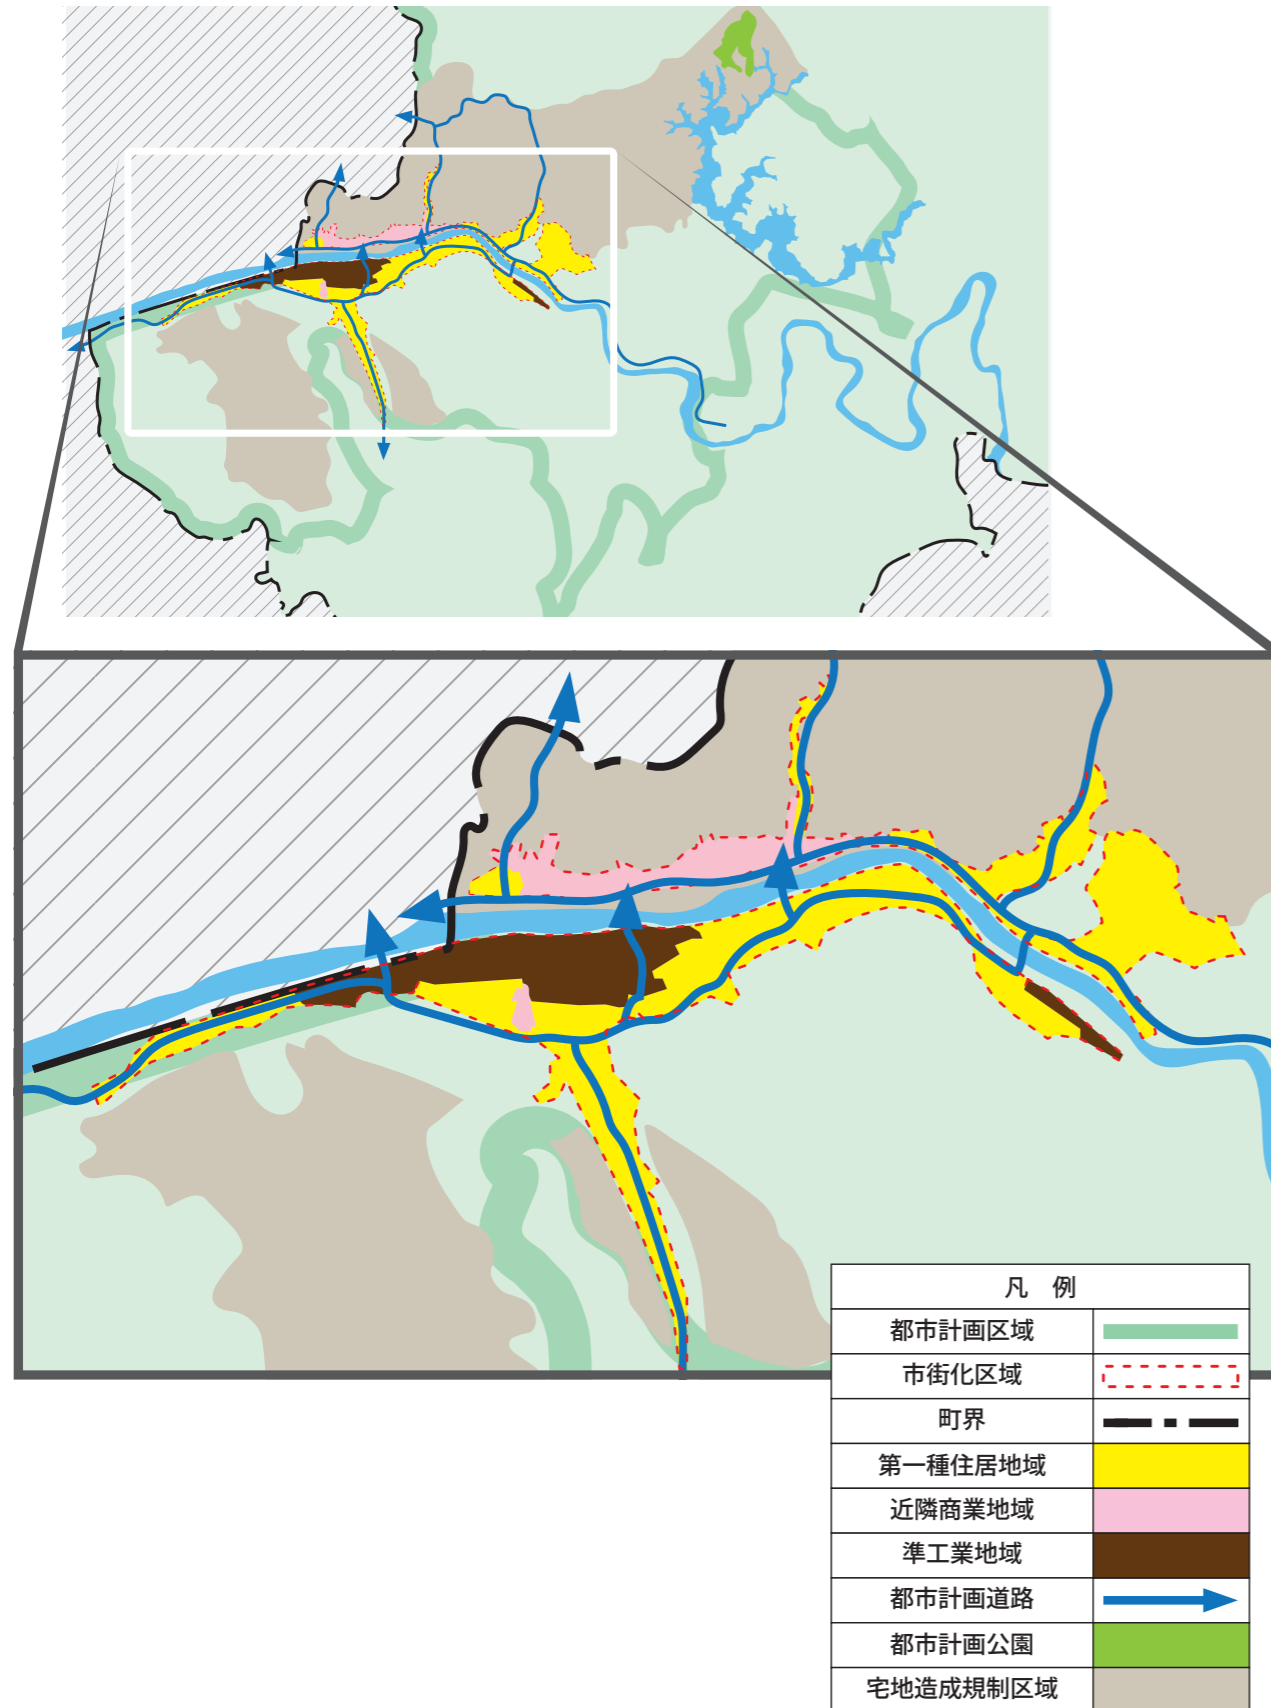 凡　例
都市計画区域
市街化区域
町界
第一種住居地域
近隣商業地域
準工業地域
都市計画道路
都市計画公園
宅地造成規制区域